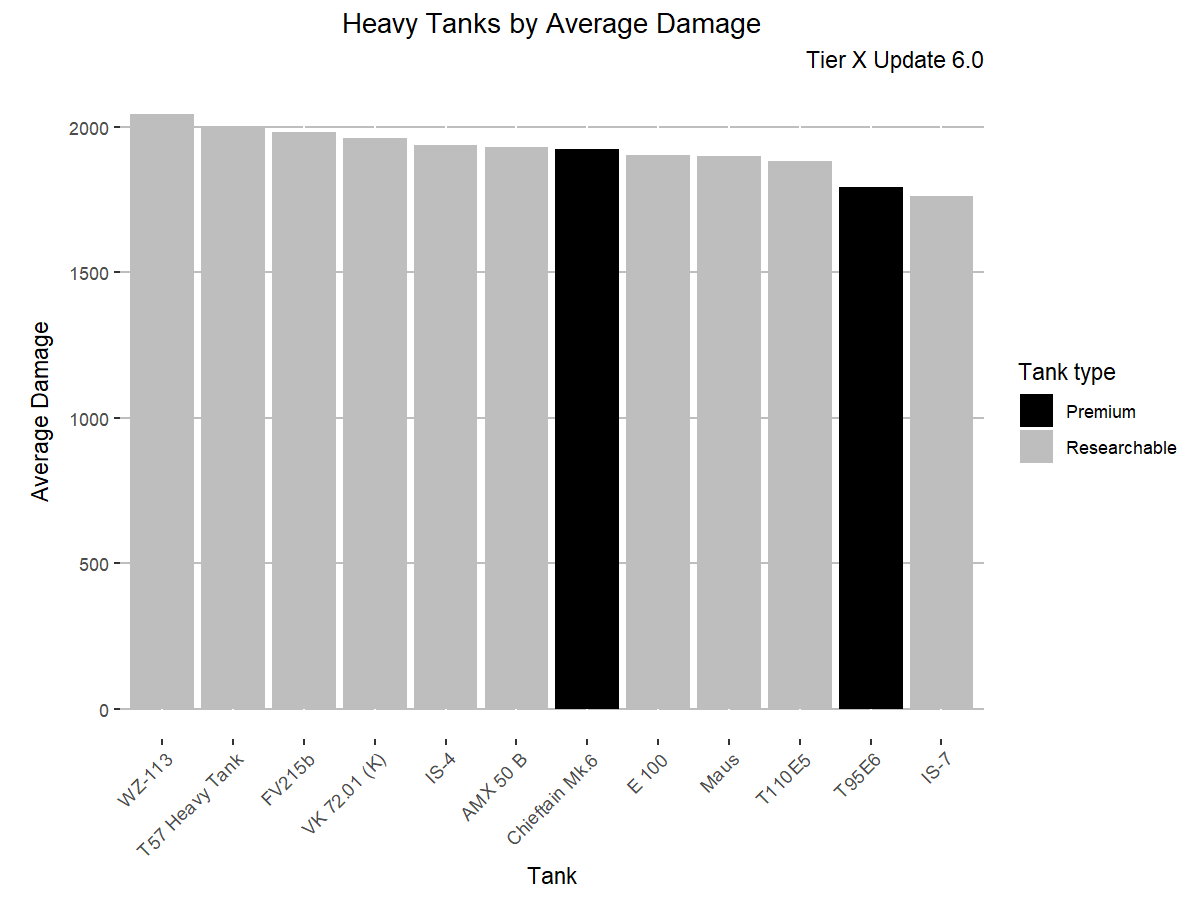 Heavy Tanks by Average Damage
Tier X Update 6.0
Average Damage
2000
1500
1000
500
0
WZ-113
T57 Heavy Tank
FV215b
VK 72.01 (K)
IS-4
AMX 50 B
Chieftain Mk.6
E 100
Maus
T110E5
T95E6
IS-7
Tank
Tank type
Premium
Researchable